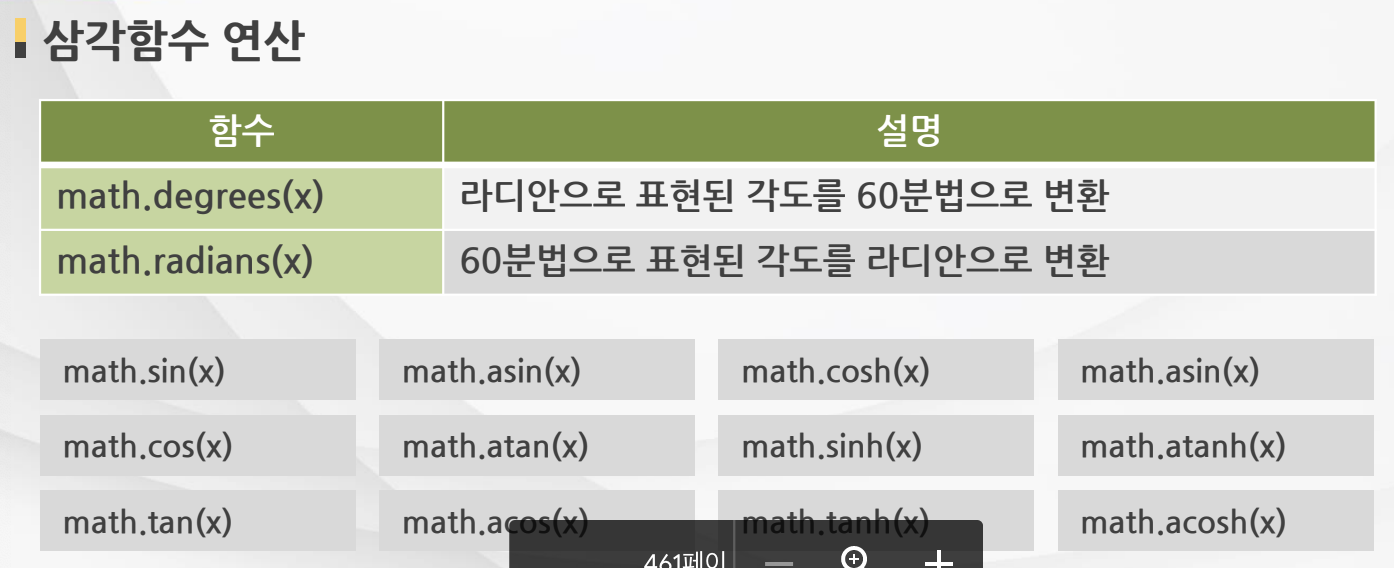 삼각함수 연산
함수 설명
math.degrees(x) 라디안으로 표현된 각도를 60분법으로 변환
math.radians(x) 60분법으로 표현된 각도를 라디안으로 변환
math.sin(x) math.asin(x) math.cosh(x) math.asin(x)
math.cos(x) math.atan(x) math.sinh(x) math.atanh(x)
math.tan(x) math.acos(x) math.tanh(x) math.acosh(x)
461페이